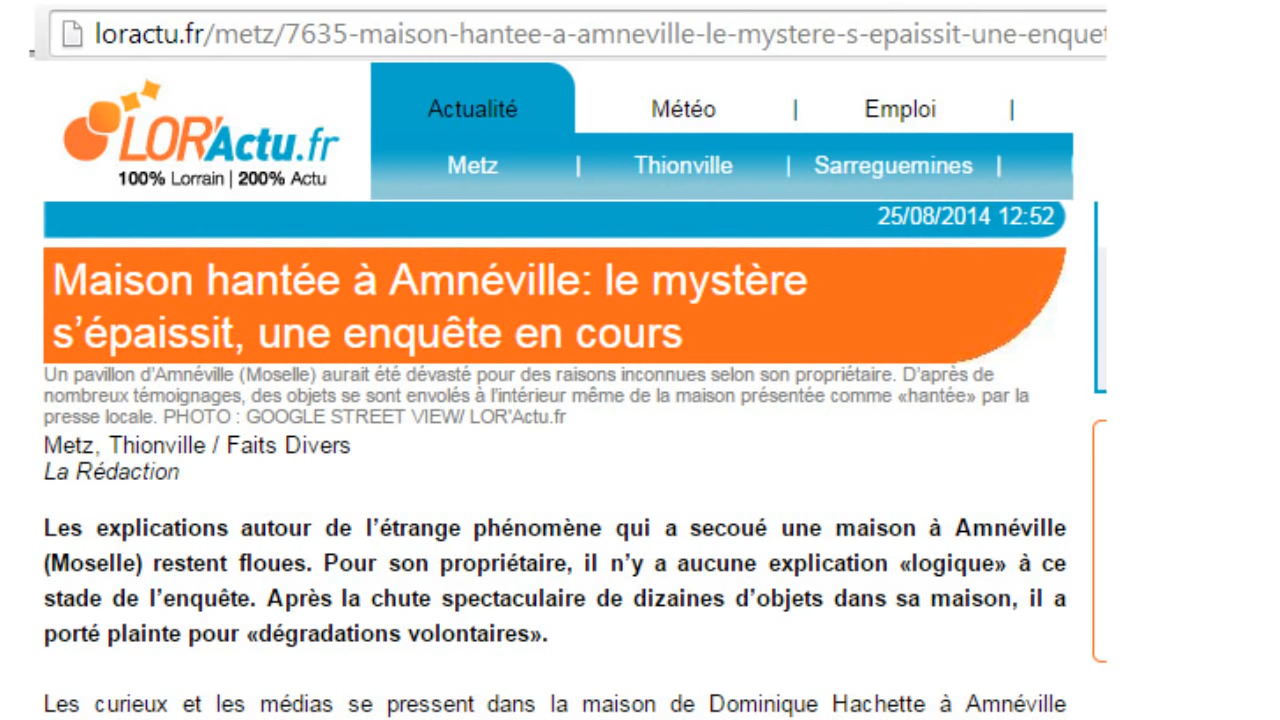 loractu.fr/metz/7635-maison-hantee-a-amneville-le-mystere-s-epaissit-une-enquet
LOR'Actu.fr
100% Lorrain | 200% Actu
Actualité Météo | Emploi |
Metz | Thionville | Sarreguemines |
25/08/2014 12:52
Maison hantée à Amnéville: le mystère
s’épaissit, une enquête en cours
Un pavillon d'Amnéville (Moselle) aurait été dévasté pour des raisons inconnues selon son propriétaire. D'après de
nombreux témoignages, des objets se sont envolés à l'intérieur même de la maison présentée comme «hantée» par la
presse locale. PHOTO : GOOGLE STREET VIEW/ LOR'Actu.fr
Metz, Thionville / Faits Divers
La Rédaction
Les explications autour de l’étrange phénomène qui a secoué une maison à Amnéville
(Moselle) restent floues. Pour son propriétaire, il n’y a aucune explication «logique» à ce
stade de l’enquête. Après la chute spectaculaire de dizaines d’objets dans sa maison, il a
porté plainte pour «dégradations volontaires».
Les curieux et les médias se pressent dans la maison de Dominique Hachette à Amnéville